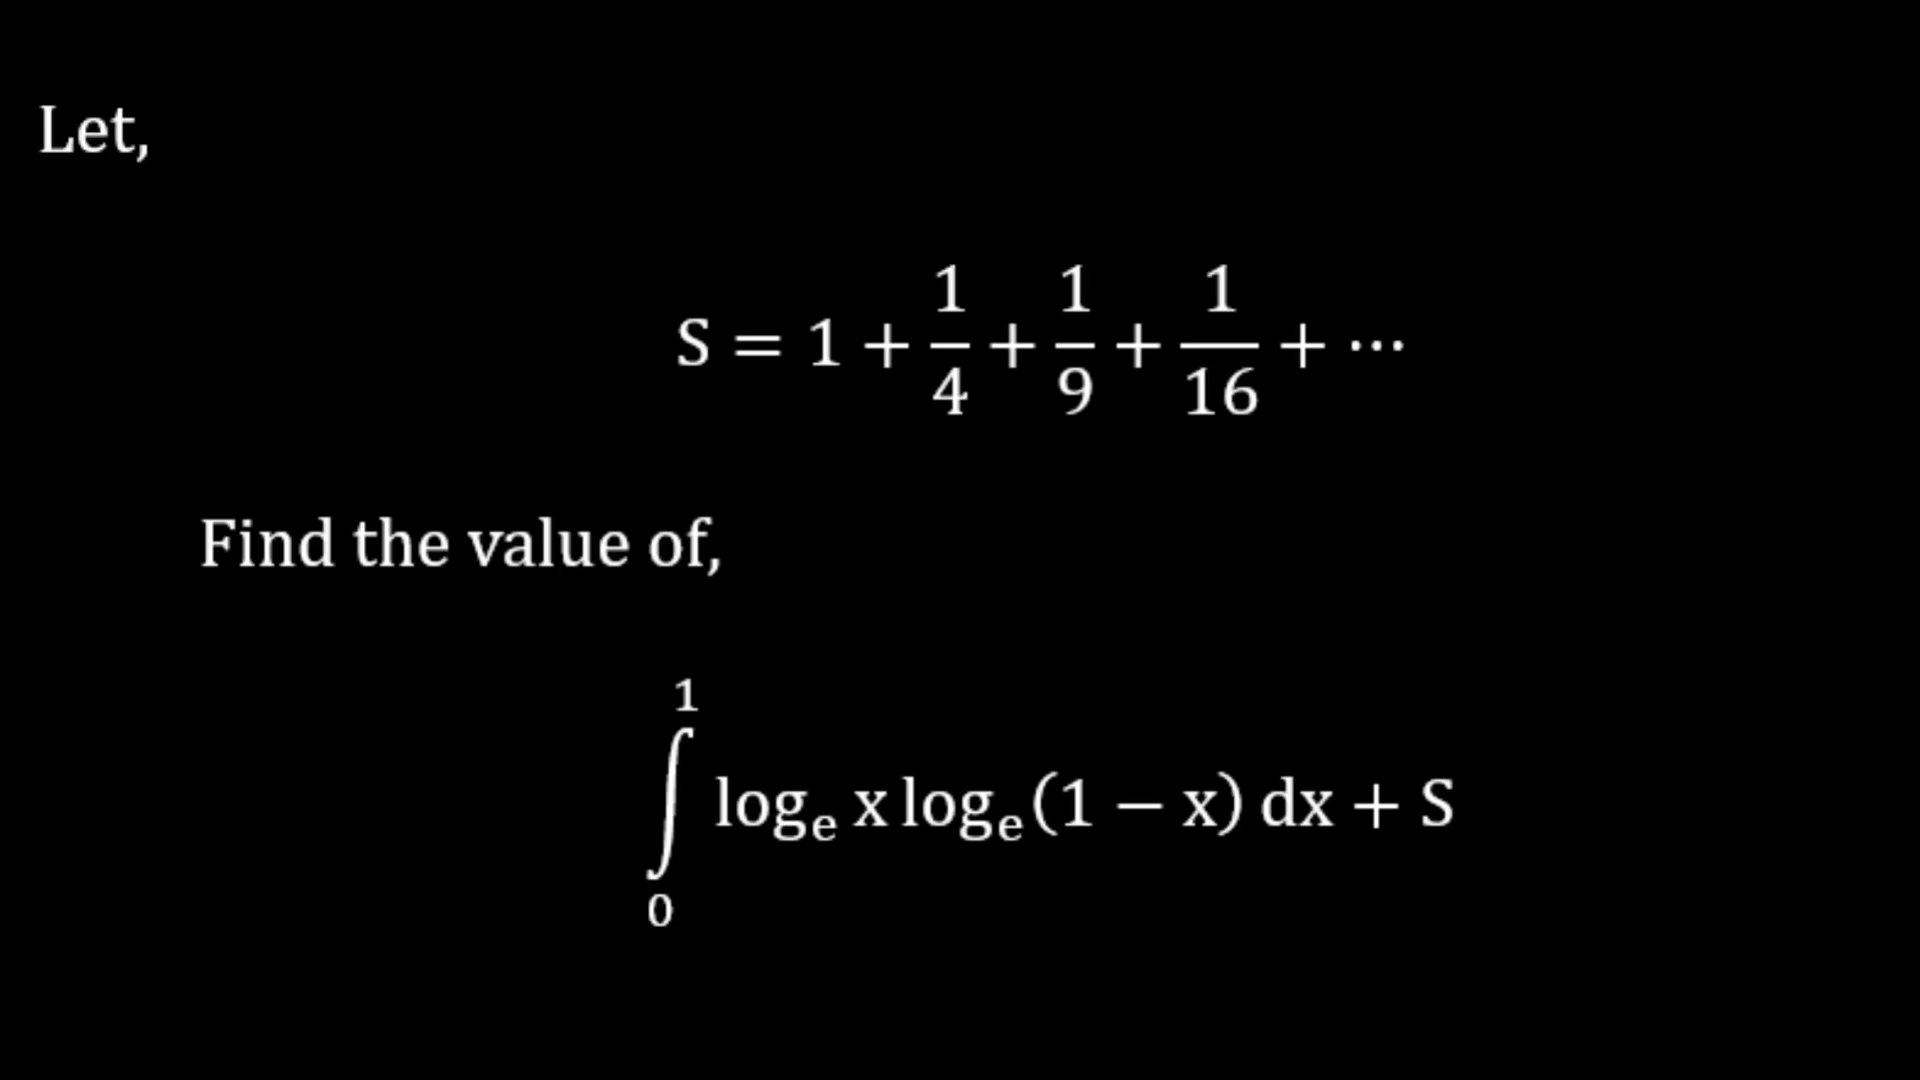 Let,
S = 1 + 1/4 + 1/9 + 1/16 + ⋯
Find the value of,
∫₀¹ logₑ x logₑ(1 − x) dx + S